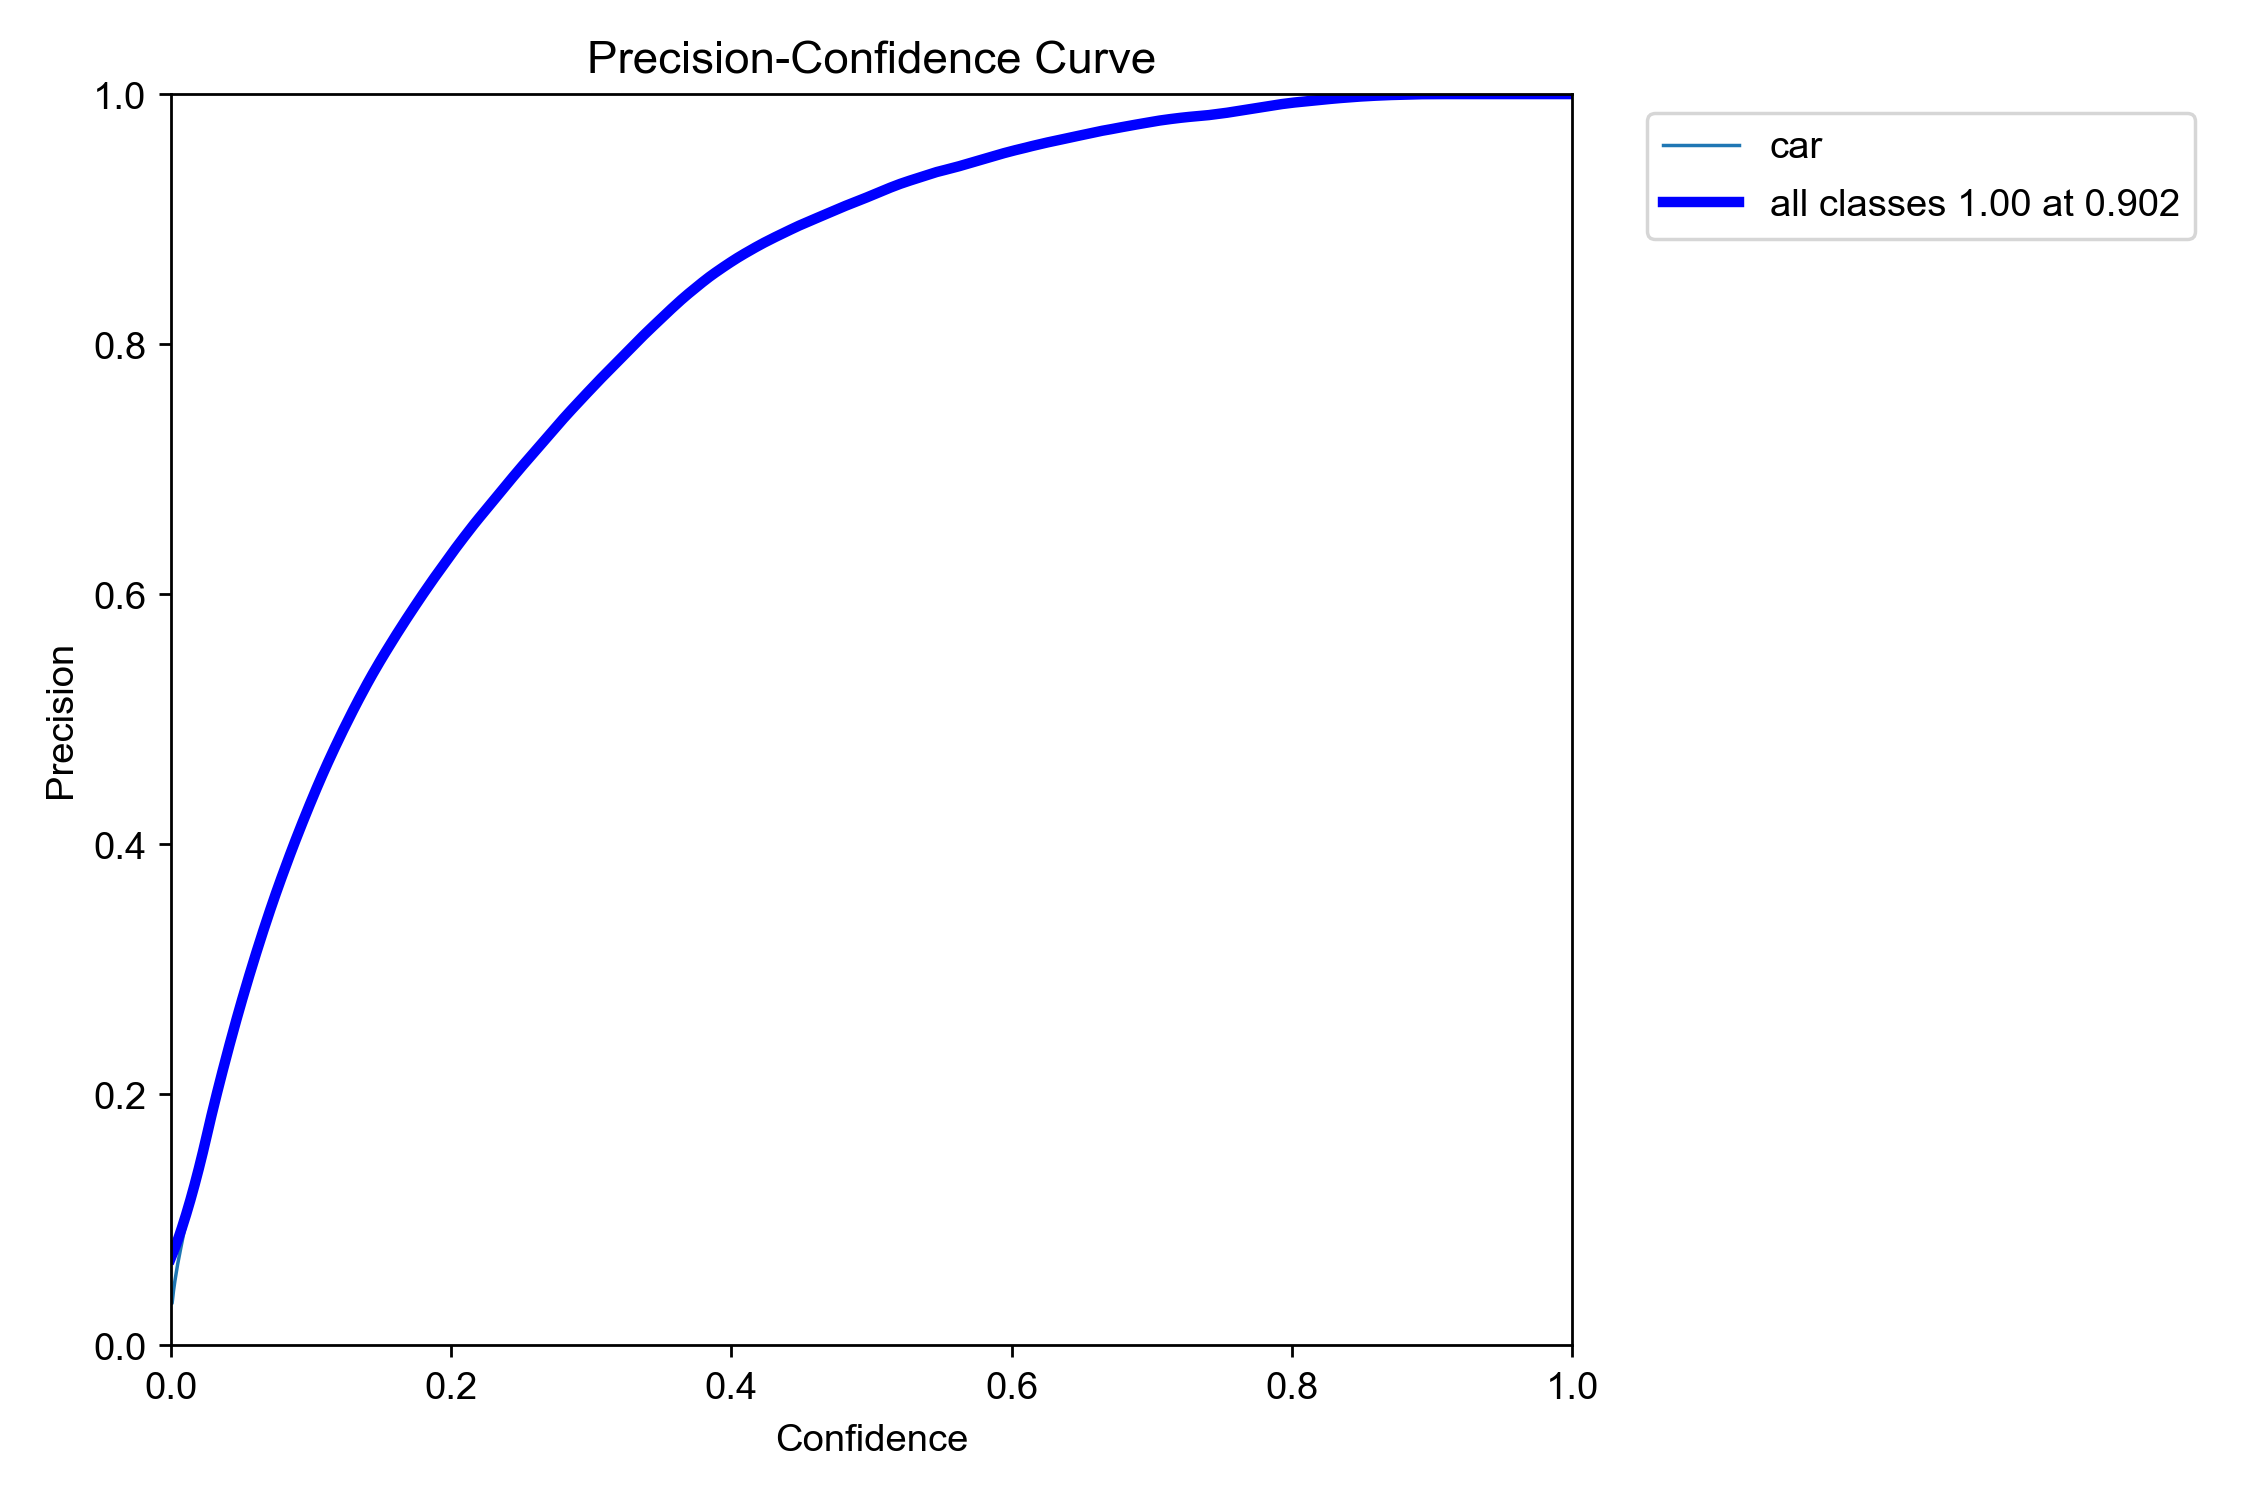 Precision-Confidence Curve
1.0
0.8
0.6
0.4
0.2
0.0
Precision
0.0 0.2 0.4 0.6 0.8 1.0
Confidence
car
all classes 1.00 at 0.902